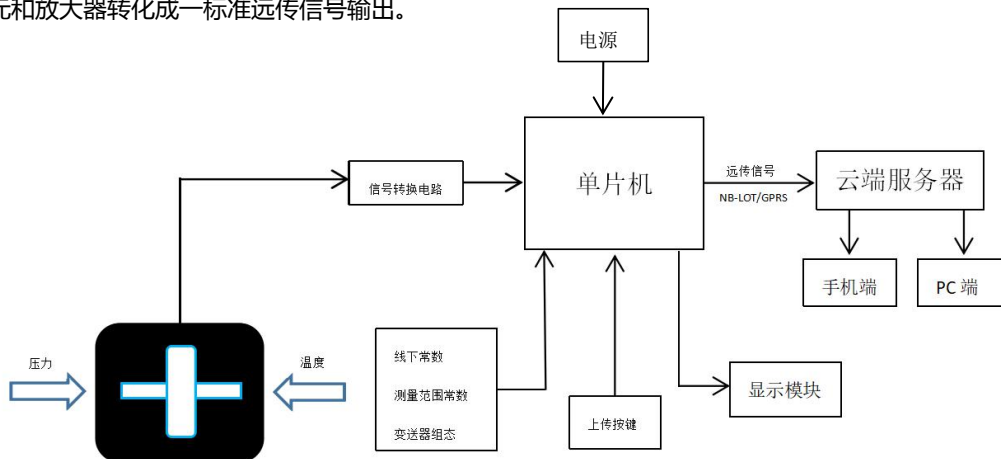 元和放大器转化成一标准远传信号输出。
电源
信号转换电路
单片机
远传信号
NB-LOT/GPRS
云端服务器
手机端
PC 端
压力
温度
线下常数
测量范围常数
变送器组态
上传按键
显示模块